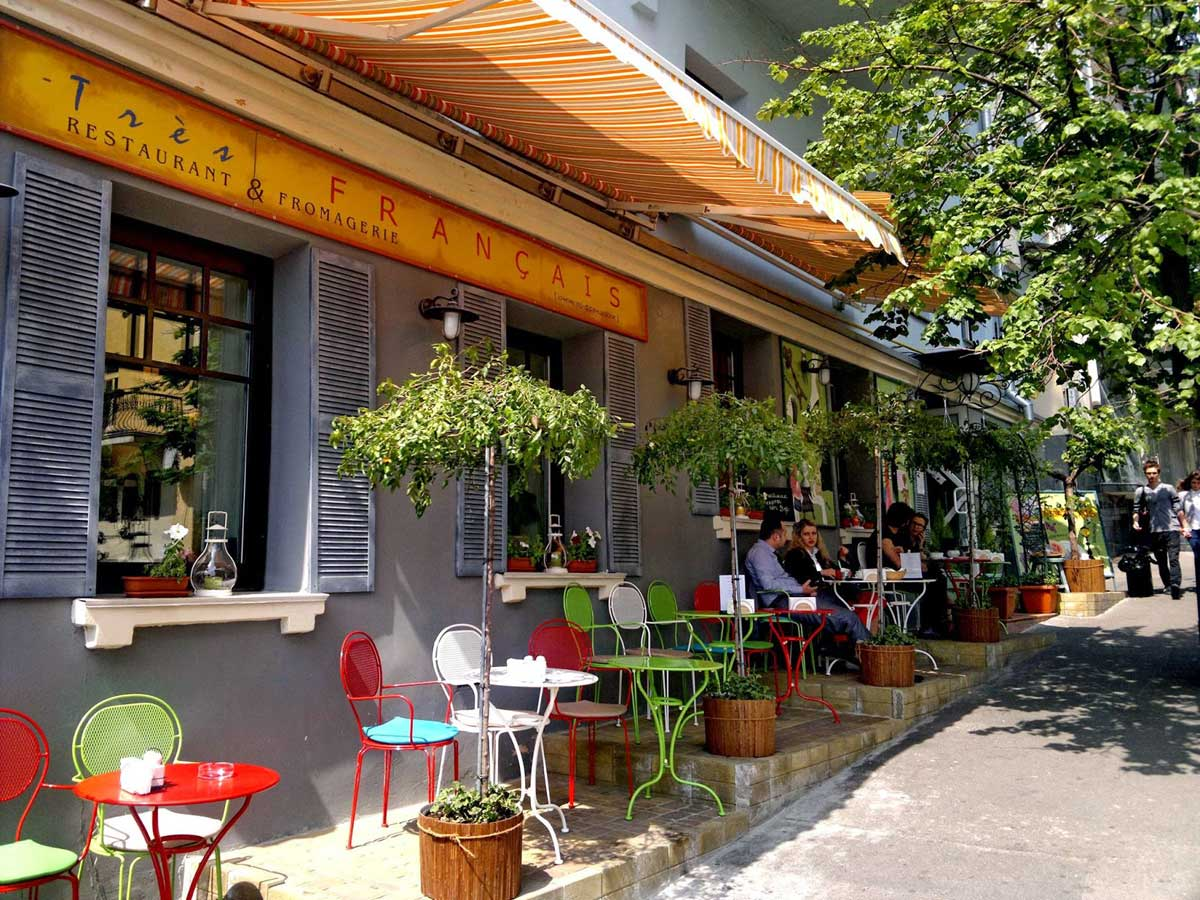 - Très
FRANÇAIS
RESTAURANT & FROMAGERIE